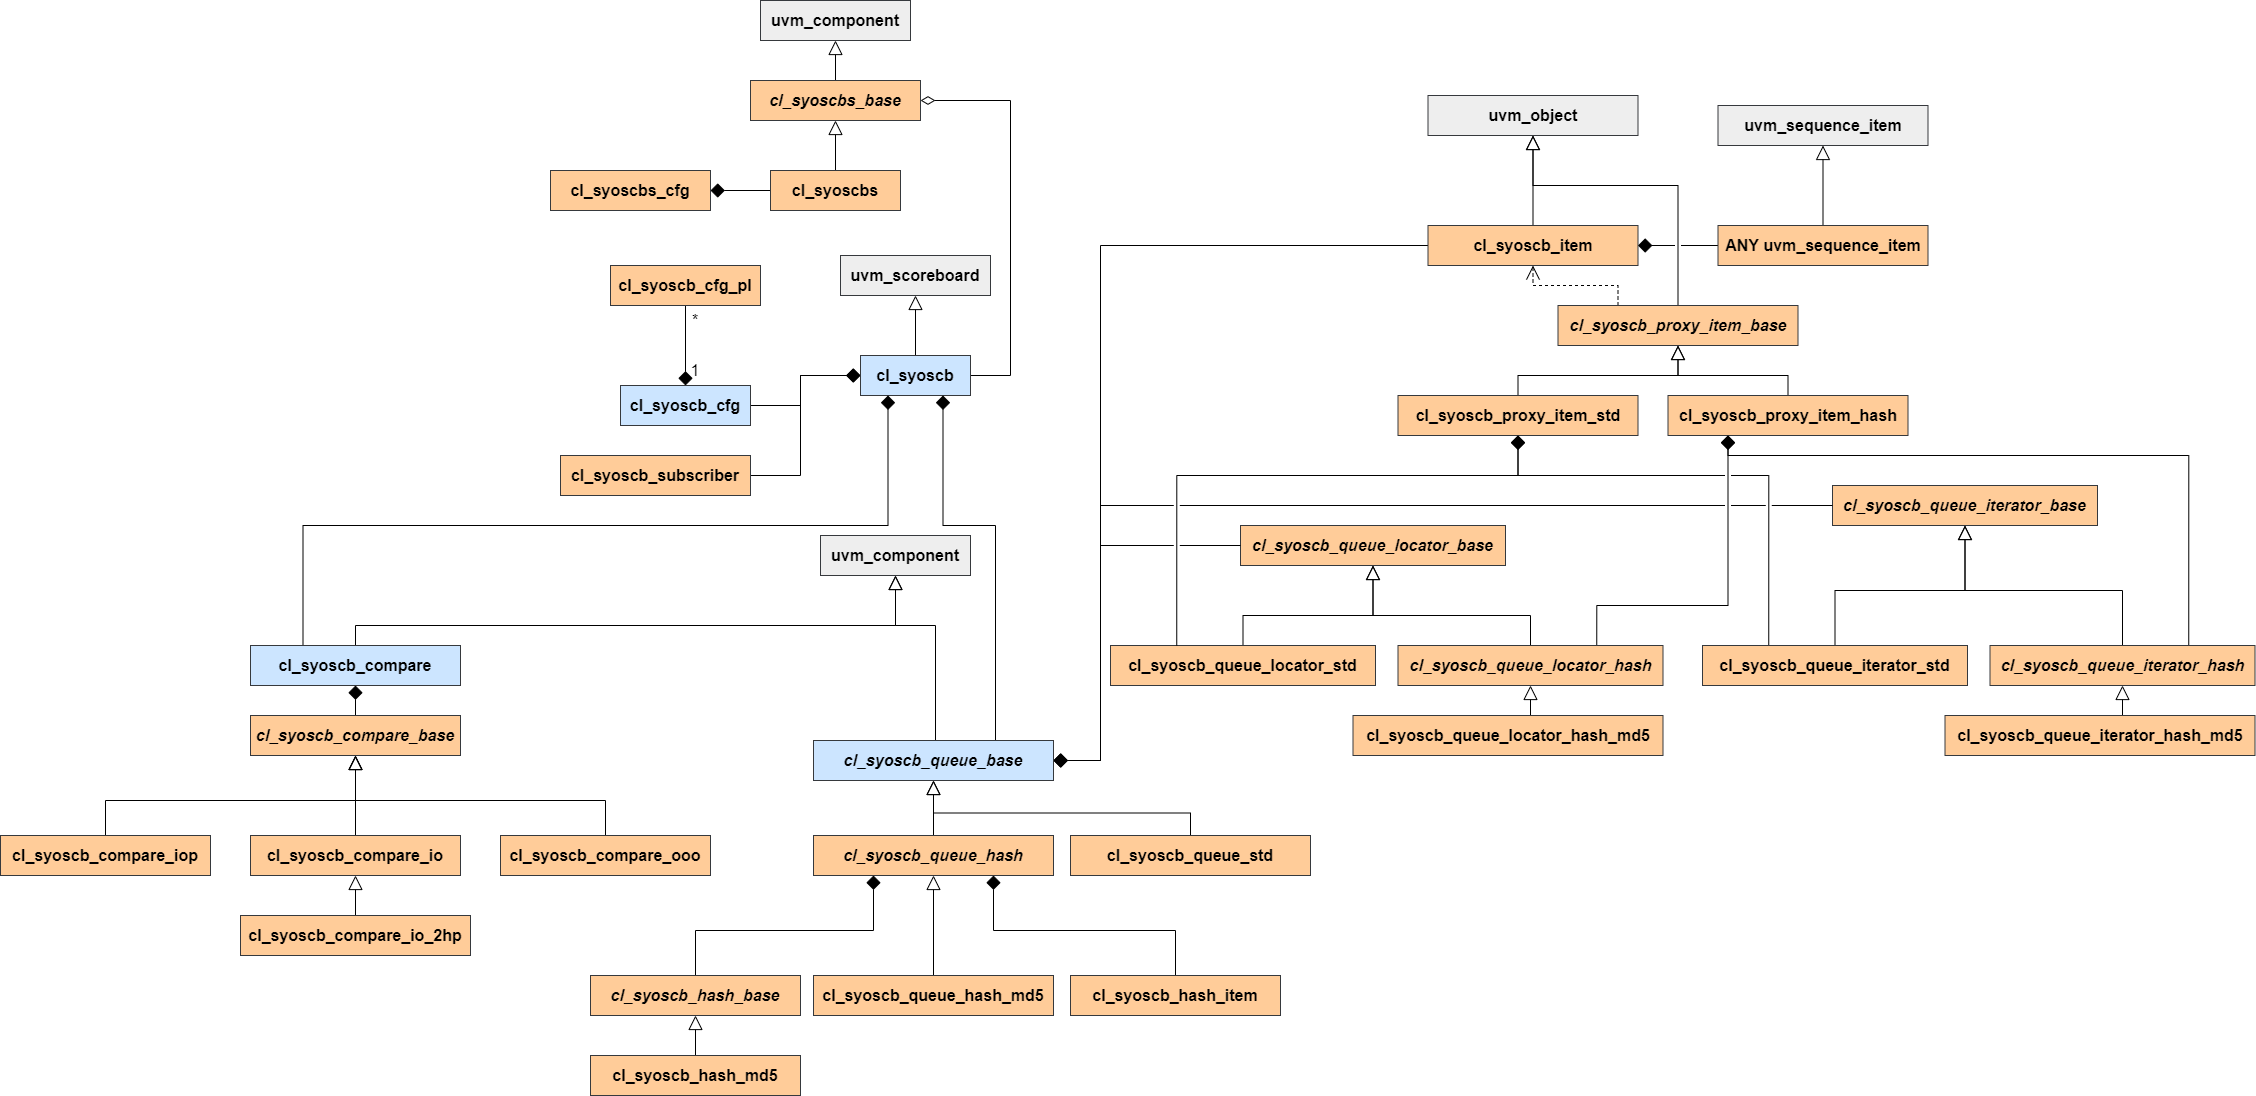 uvm_component
cl_syoscbs_base
cl_syoscbs_cfg
cl_syoscbs
uvm_object
uvm_sequence_item
cl_syoscb_item
ANY uvm_sequence_item
cl_syoscb_cfg_pl
*
1
uvm_scoreboard
cl_syoscb
cl_syoscb_cfg
cl_syoscb_subscriber
cl_syoscb_proxy_item_base
cl_syoscb_proxy_item_std
cl_syoscb_proxy_item_hash
cl_syoscb_queue_iterator_base
cl_syoscb_queue_locator_base
uvm_component
cl_syoscb_compare
cl_syoscb_queue_locator_std
cl_syoscb_queue_locator_hash
cl_syoscb_queue_iterator_std
cl_syoscb_queue_iterator_hash
cl_syoscb_compare_base
cl_syoscb_queue_locator_hash_md5
cl_syoscb_queue_iterator_hash_md5
cl_syoscb_queue_base
cl_syoscb_compare_iop
cl_syoscb_compare_io
cl_syoscb_compare_ooo
cl_syoscb_queue_hash
cl_syoscb_queue_std
cl_syoscb_compare_io_2hp
cl_syoscb_hash_base
cl_syoscb_queue_hash_md5
cl_syoscb_hash_item
cl_syoscb_hash_md5